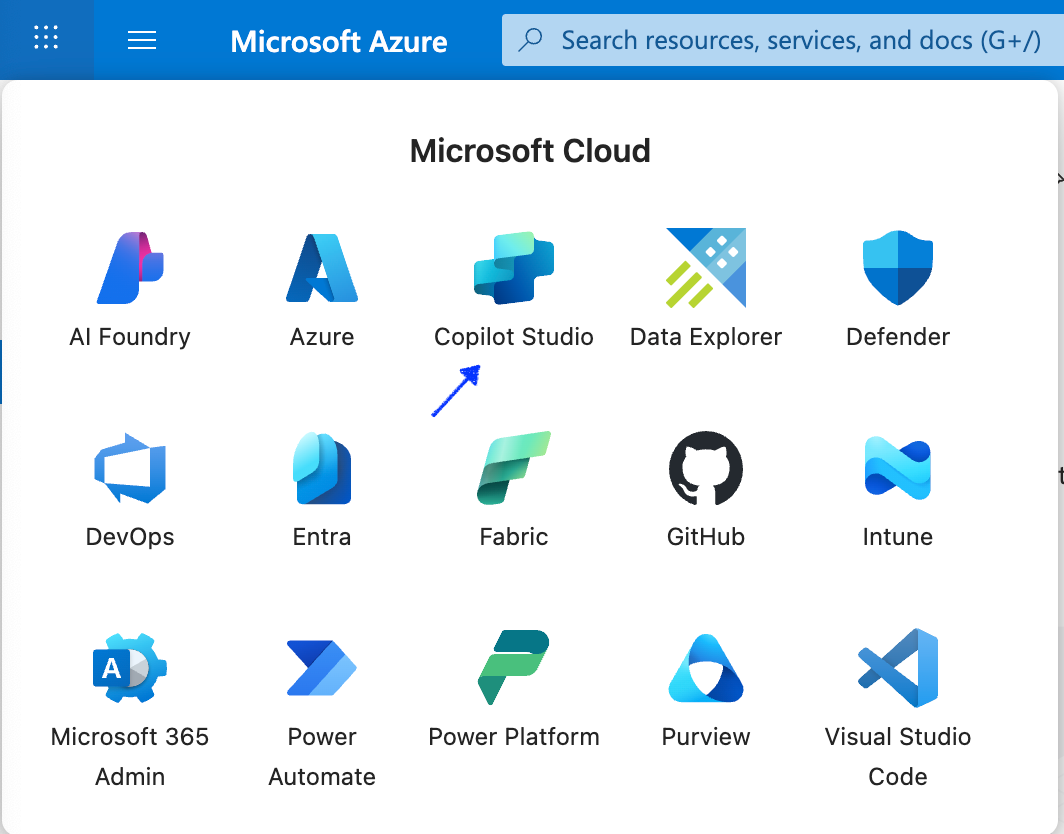 Microsoft Azure
Search resources, services, and docs (G+/)
Microsoft Cloud
AI Foundry
Azure
Copilot Studio
Data Explorer
Defender
DevOps
Entra
Fabric
GitHub
Intune
A
Microsoft 365
Admin
Power
Automate
Power Platform
Purview
Visual Studio
Code